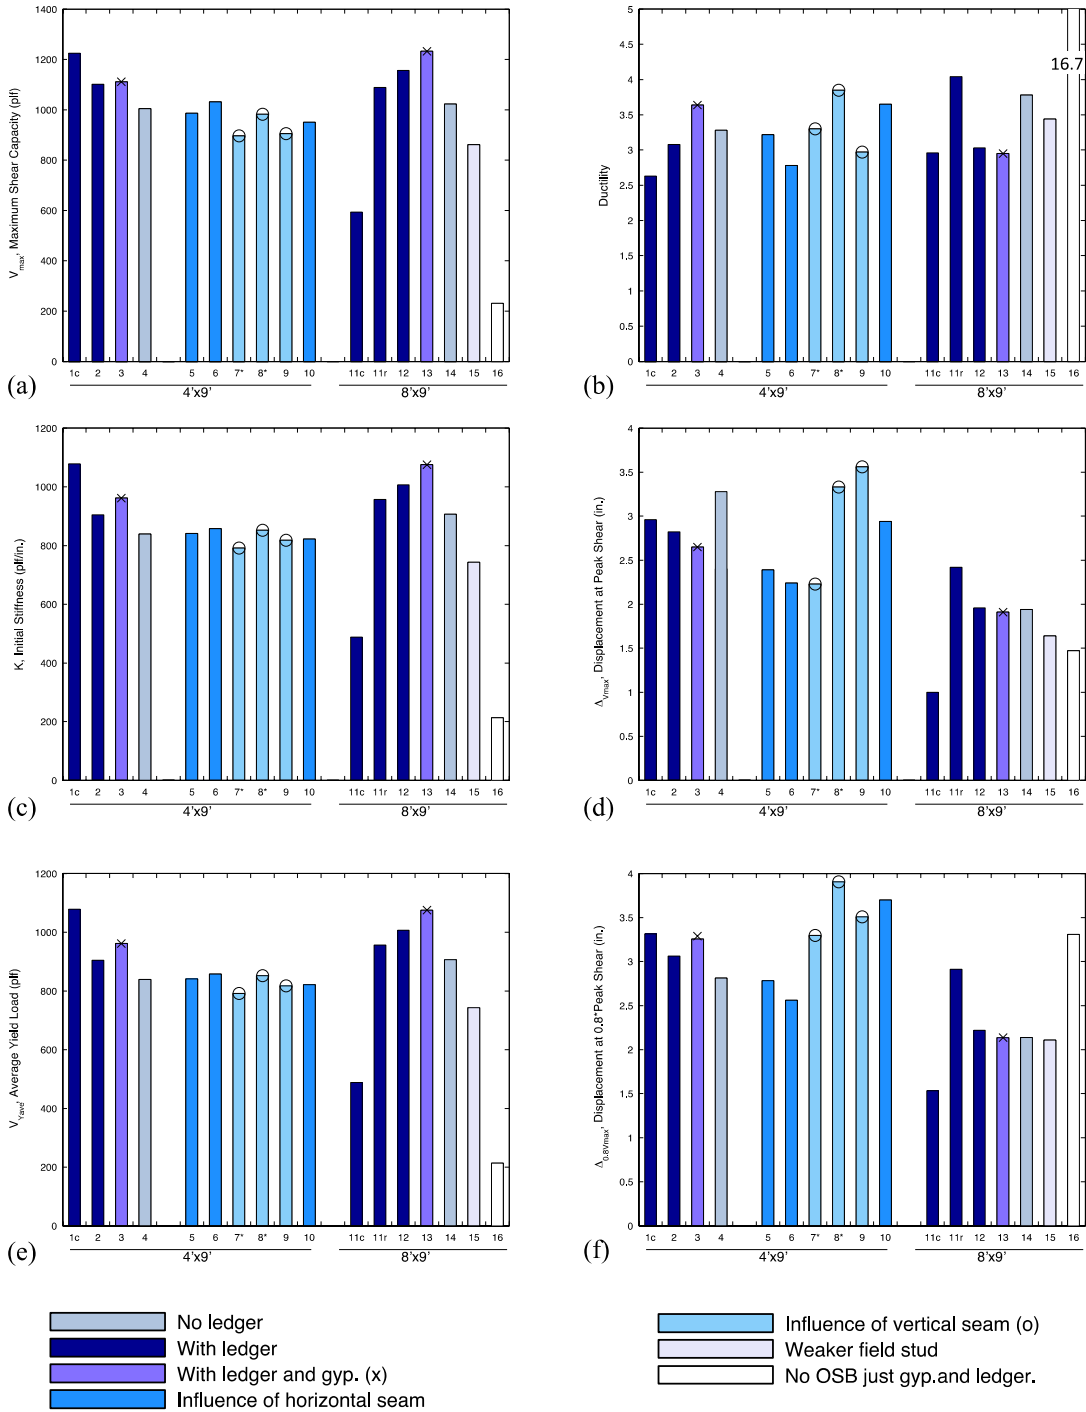 1400
1200
1000
800
600
400
200
0
V_max, Maximum Shear Capacity (plf)
1c 2 3 4 5 6 7* 8* 9 10 11c 11r 12 13 14 15 16
4'x9' 8'x9'
(a)
5
4.5
4
3.5
3
2.5
2
1.5
1
0.5
0
Ductility
16.7
1c 2 3 4 5 6 7* 8* 9 10 11c 11r 12 13 14 15 16
4'x9' 8'x9'
(b)
1200
1000
800
600
400
200
0
K, Initial Stiffness (plf/in.)
1c 2 3 4 5 6 7* 8* 9 10 11c 11r 12 13 14 15 16
4'x9' 8'x9'
(c)
4
3.5
3
2.5
2
1.5
1
0.5
0
Δ_Vmax, Displacement at Peak Shear (in.)
1c 2 3 4 5 6 7* 8* 9 10 11c 11r 12 13 14 15 16
4'x9' 8'x9'
(d)
1200
1000
800
600
400
200
0
V_Yave, Average Yield Load (plf)
1c 2 3 4 5 6 7* 8* 9 10 11c 11r 12 13 14 15 16
4'x9' 8'x9'
(e)
4
3.5
3
2.5
2
1.5
1
0.5
0
Δ_0.8Vmax, Displacement at 0.8*Peak Shear (in.)
1c 2 3 4 5 6 7* 8* 9 10 11c 11r 12 13 14 15 16
4'x9' 8'x9'
(f)
No ledger
With ledger
With ledger and gyp. (x)
Influence of horizontal seam
Influence of vertical seam (o)
Weaker field stud
No OSB just gyp.and ledger.